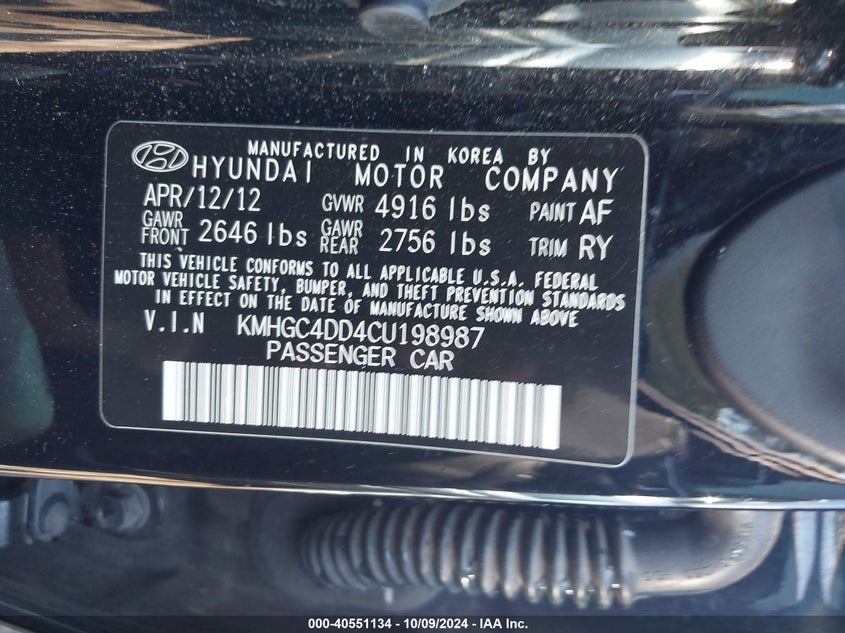 MANUFACTURED IN KOREA BY
HYUNDAI MOTOR COMPANY
APR/12/12 GVWR 4916 lbs PAINT AF
GAWR FRONT 2646 lbs GAWR REAR 2756 lbs TRIM RY
THIS VEHICLE CONFORMS TO ALL APPLICABLE U.S.A. FEDERAL
MOTOR VEHICLE SAFETY, BUMPER, AND THEFT PREVENTION STANDARDS
IN EFFECT ON THE DATE OF MANUFACTURE SHOWN ABOVE.
V.I.N KMHGC4DD4CU198987
PASSENGER CAR
000-40551134 - 10/09/2024 - IAA Inc.